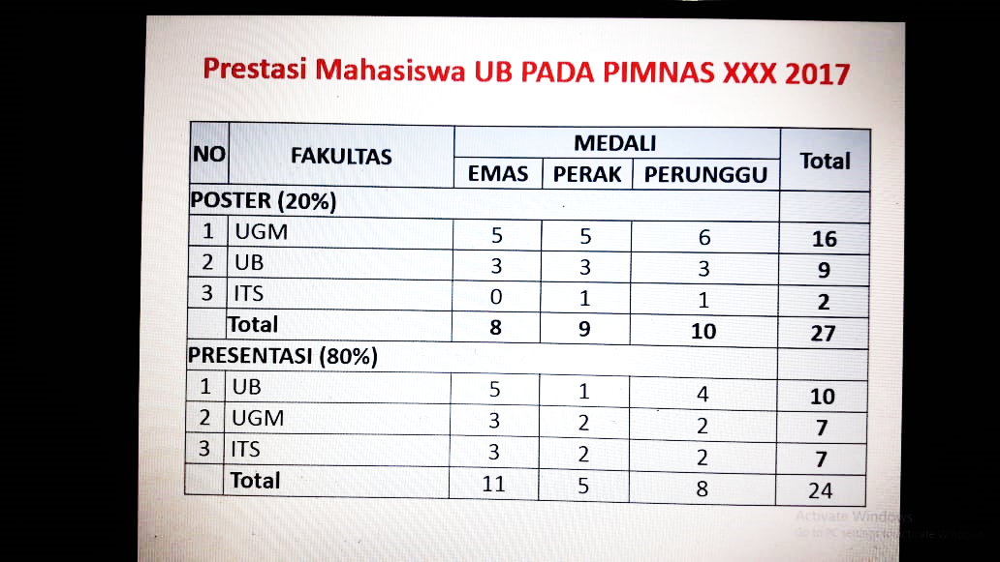 Prestasi Mahasiswa UB PADA PIMNAS XXX 2017
NO FAKULTAS MEDALI Total
EMAS PERAK PERUNGGU
POSTER (20%)
1 UGM 5 5 6 16
2 UB 3 3 3 9
3 ITS 0 1 1 2
Total 8 9 10 27
PRESENTASI (80%)
1 UB 5 1 4 10
2 UGM 3 2 2 7
3 ITS 3 2 2 7
Total 11 5 8 24
Activate Windows
Go to PC settings to activate Windows.